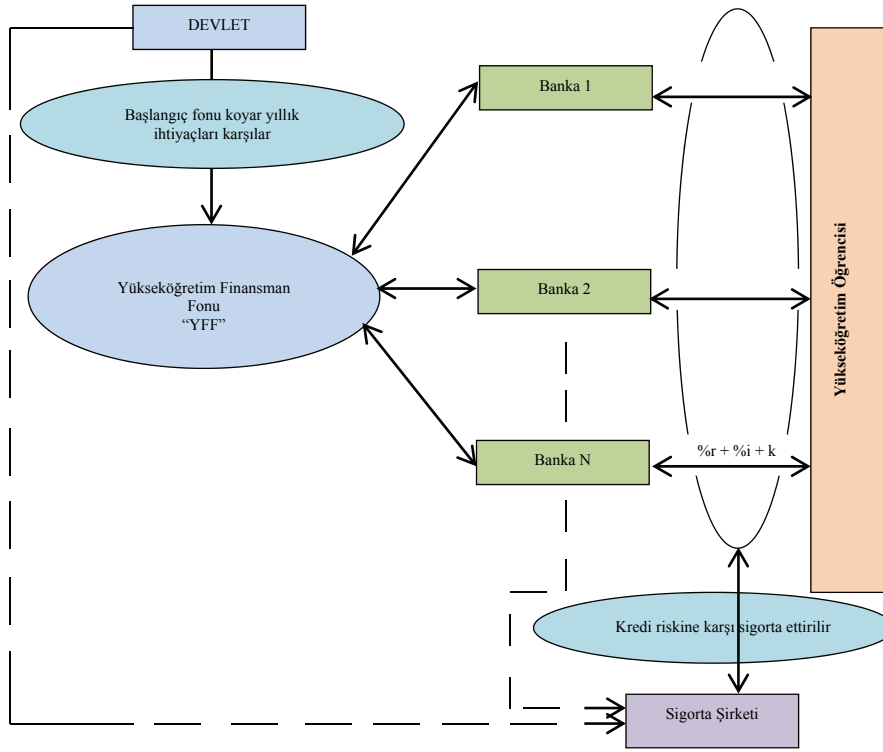 DEVLET
Başlangıç fonu koyar yıllık
ihtiyaçları karşılar
Yükseköğretim Finansman
Fonu
“YFF”
Banka 1
Banka 2
Banka N
%r + %i + k
Yükseköğretim Öğrencisi
Kredi riskine karşı sigorta ettirilir
Sigorta Şirketi